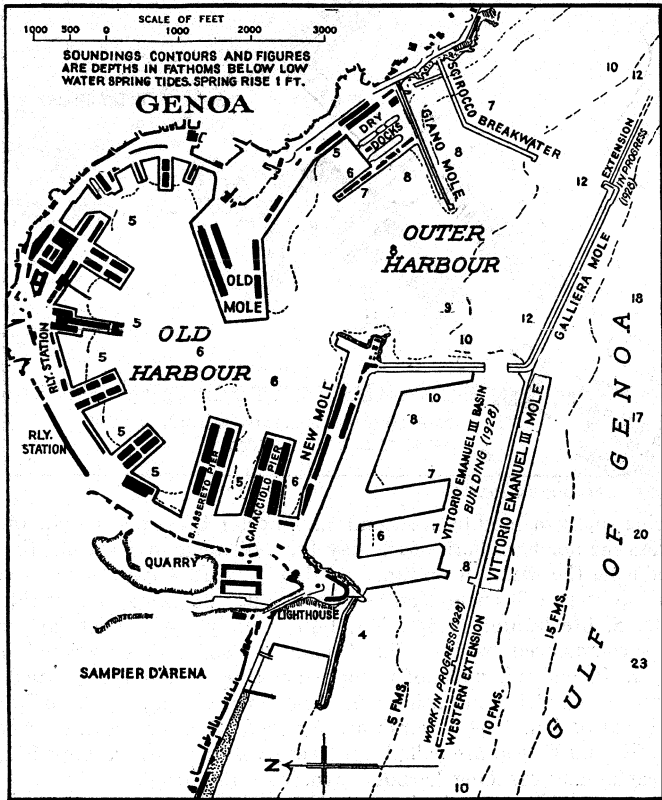 SCALE OF FEET
1000 0 1000 2000 3000
SOUNDINGS CONTOURS AND FIGURES
ARE DEPTHS IN FATHOMS BELOW LOW
WATER SPRING TIDES. SPRING RISE 1 FT.
GENOA
SCIROCCO BREAKWATER
7
10
12
DRY
DOCKS
GIANO MOLE
5
6
7
8
8
EXTENSION
IN PROGRESS
(1928)
12
5
OUTER
HARBOUR
8
GALLIERA MOLE
OLD
MOLE
5
18
9
12
10
RLY. STATION
5
OLD
HARBOUR
6
6
5
GULF OF GENOA
RLY.
STATION
5
5
S. ASSERETO PIER
5
CARACCIOLO PIER
6
NEW MOLE
10
8
7
7
6
8
VITTORIO EMANUEL III BASIN
BUILDING (1928)
VITTORIO EMANUEL III MOLE
17
20
QUARRY
LIGHTHOUSE
4
15 FMS.
SAMPIER D'ARENA
5 FMS.
WORK IN PROGRESS (1928)
WESTERN EXTENSION
10 FMS.
23
7
N
10